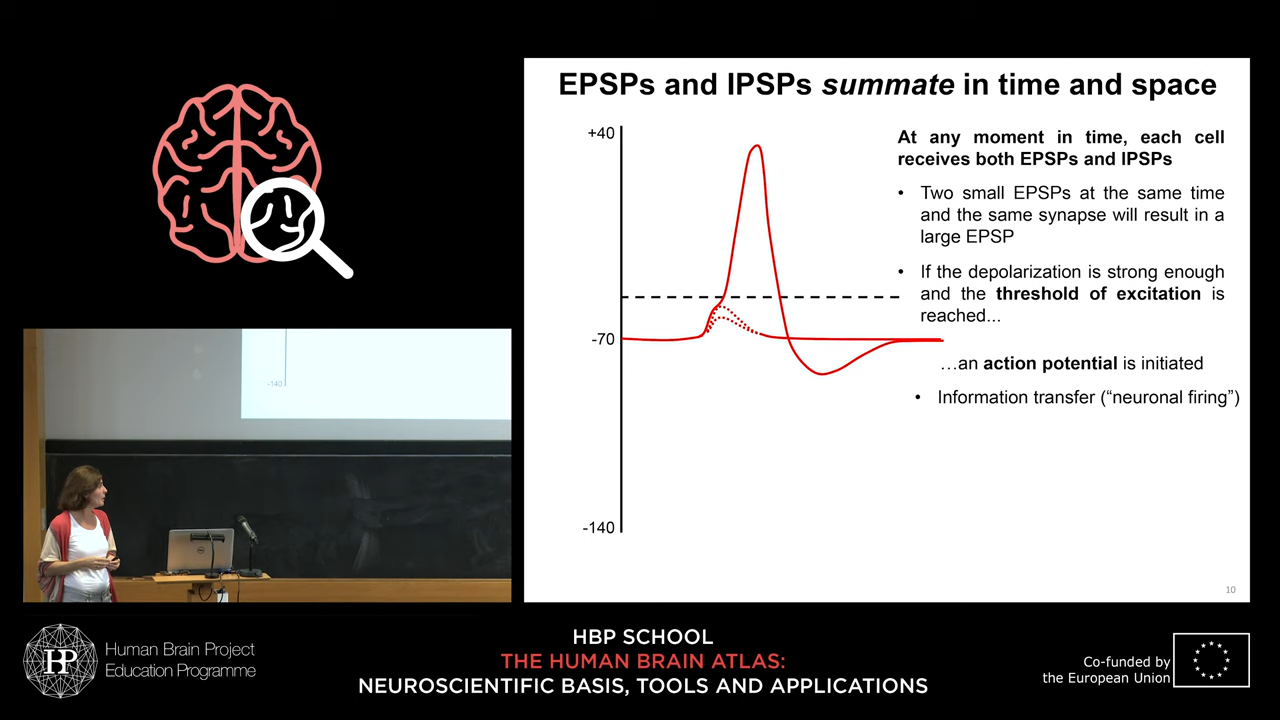 EPSPs and IPSPs summate in time and space
+40
-70
-140
At any moment in time, each cell
receives both EPSPs and IPSPs
• Two small EPSPs at the same time
and the same synapse will result in a
large EPSP
• If the depolarization is strong enough
and the threshold of excitation is
reached...
…an action potential is initiated
• Information transfer (“neuronal firing”)
10
-140
HBP
Human Brain Project
Education Programme
HBP SCHOOL
THE HUMAN BRAIN ATLAS:
NEUROSCIENTIFIC BASIS, TOOLS AND APPLICATIONS
Co-funded by
the European Union